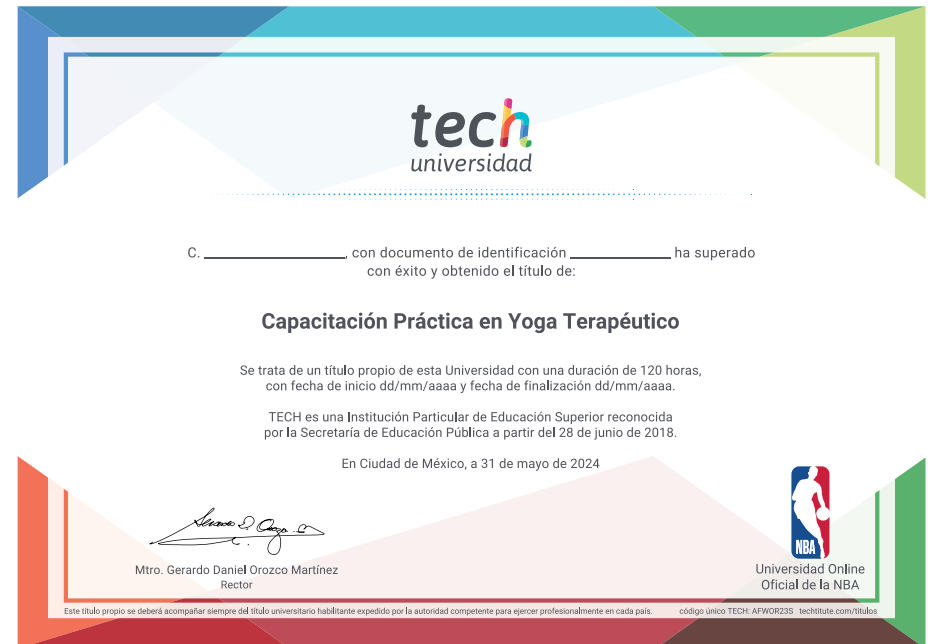 tech
universidad
C. ____________, con documento de identificación ____________ ha superado
con éxito y obtenido el título de:
Capacitación Práctica en Yoga Terapéutico
Se trata de un título propio de esta Universidad con una duración de 120 horas,
con fecha de inicio dd/mm/aaaa y fecha de finalización dd/mm/aaaa.
TECH es una Institución Particular de Educación Superior reconocida
por la Secretaría de Educación Pública a partir del 28 de junio de 2018.
En Ciudad de México, a 31 de mayo de 2024
NBA
Mtro. Gerardo Daniel Orozco Martínez
Rector
Universidad Online
Oficial de la NBA
Este título propio se deberá acompañar siempre del título universitario habilitante expedido por la autoridad competente para ejercer profesionalmente en cada país.
código único TECH: AFWOR23S techtitute.com/titulos